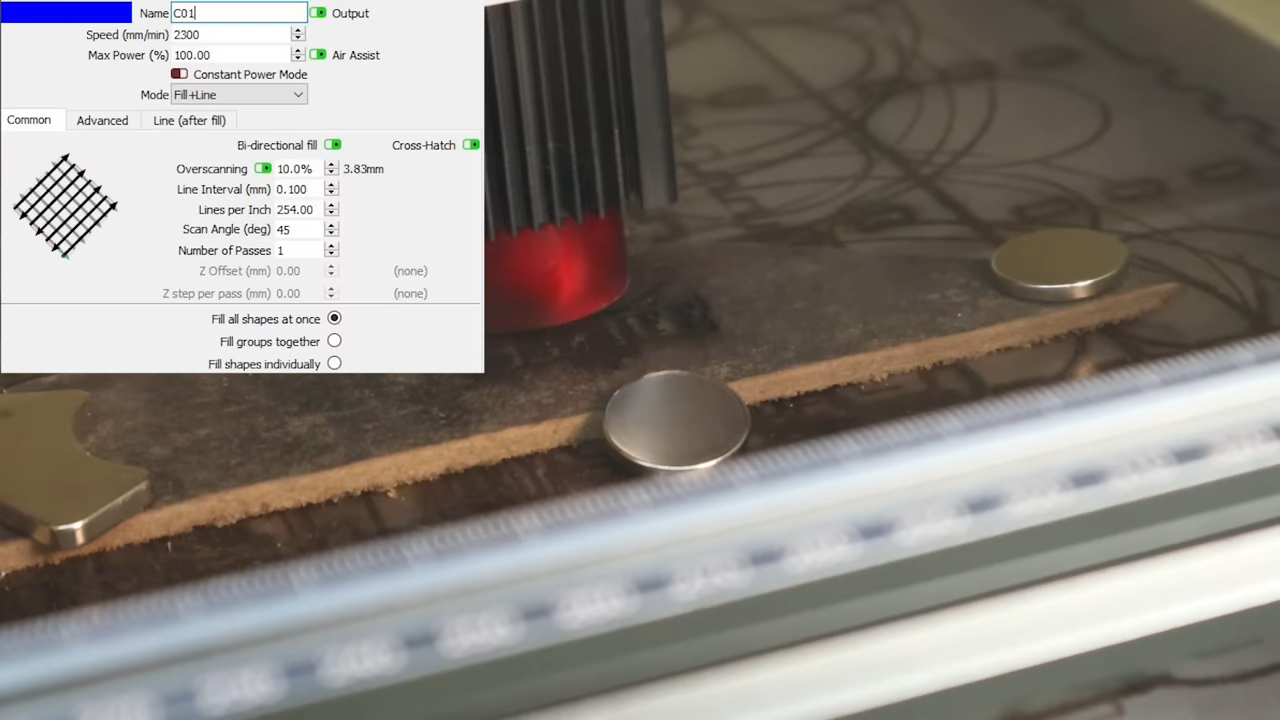 Name C01 Output
Speed (mm/min) 2300
Max Power (%) 100.00 Air Assist
Constant Power Mode
Mode Fill+Line
Common Advanced Line (after fill)
Bi-directional fill Cross-Hatch
Overscanning 10.0% 3.83mm
Line Interval (mm) 0.100
Lines per Inch 254.00
Scan Angle (deg) 45
Number of Passes 1
Z Offset (mm) 0.00 (none)
Z step per pass (mm) 0.00 (none)
Fill all shapes at once
Fill groups together
Fill shapes individually